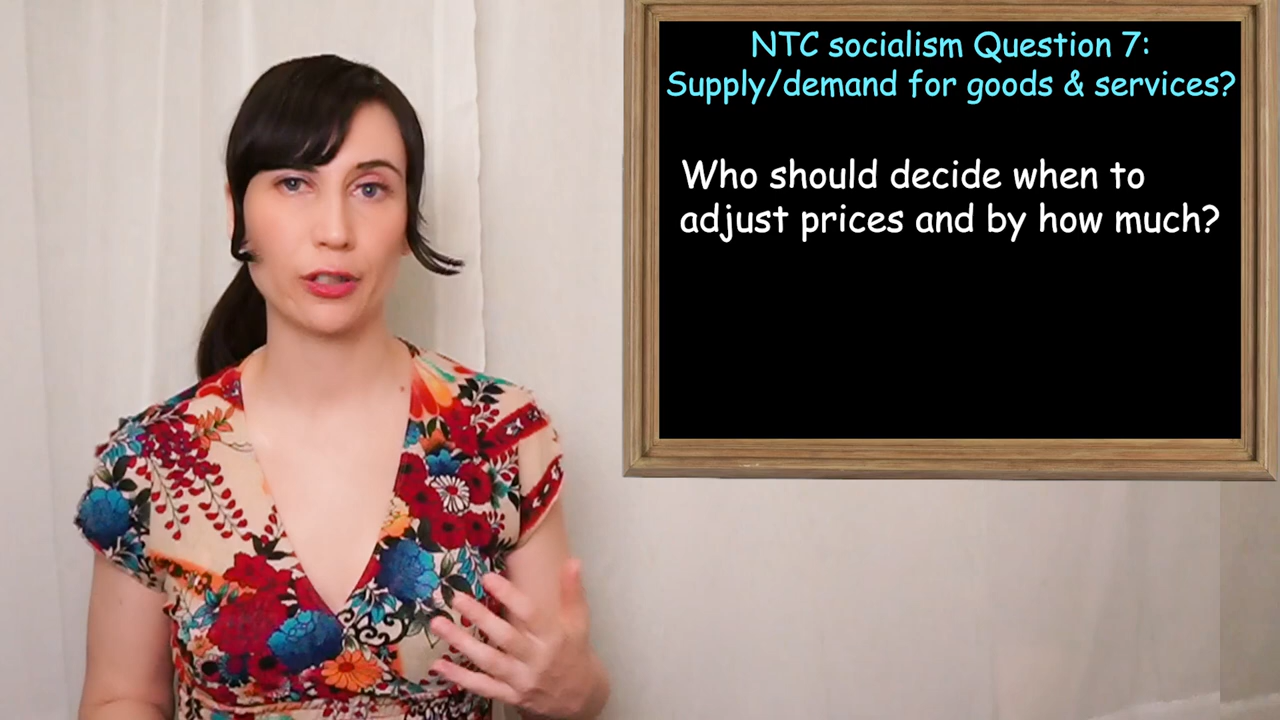 NTC socialism Question 7:
Supply/demand for goods & services?
Who should decide when to
adjust prices and by how much?